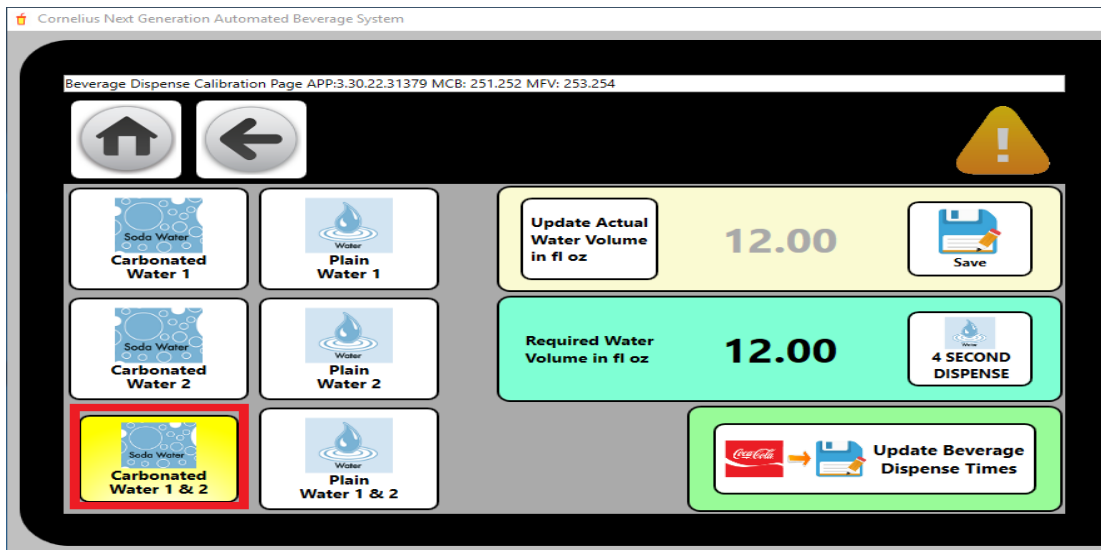 Cornelius Next Generation Automated Beverage System
Beverage Dispense Calibration Page APP:3.30.22.31379 MCB: 251.252 MFV: 253.254
Soda Water
Carbonated
Water 1
Water
Plain
Water 1
Update Actual
Water Volume
in fl oz
12.00
Save
Soda Water
Carbonated
Water 2
Water
Plain
Water 2
Required Water
Volume in fl oz
12.00
Water
4 SECOND
DISPENSE
Soda Water
Carbonated
Water 1 & 2
Water
Plain
Water 1 & 2
Coca-Cola
Update Beverage
Dispense Times